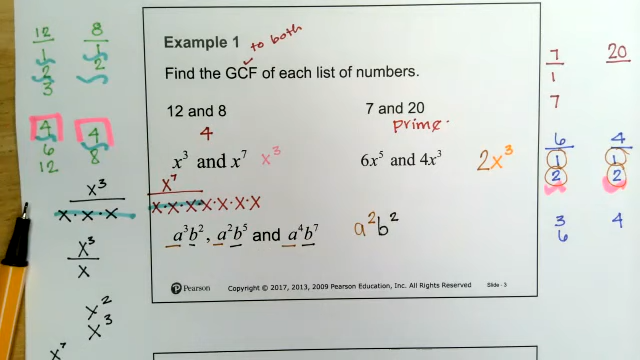 Example 1
to both
Find the GCF of each list of numbers.
12 and 8
4
7 and 20
prime.
x³ and x⁷
x³
6x⁵ and 4x³
2x³
a³b², a²b⁵ and a⁴b⁷
a²b²
Pearson
Copyright © 2017, 2013, 2009 Pearson Education, Inc. All Rights Reserved
Slide - 3
12
1
2
3
4
6
12
8
1
2
4
8
x³
x · x · x
x⁷
x·x·x·x·x·x·x
x³
x
x²
x³
x⁷
7
1
7
20
6
1
2
3
6
4
1
2
4